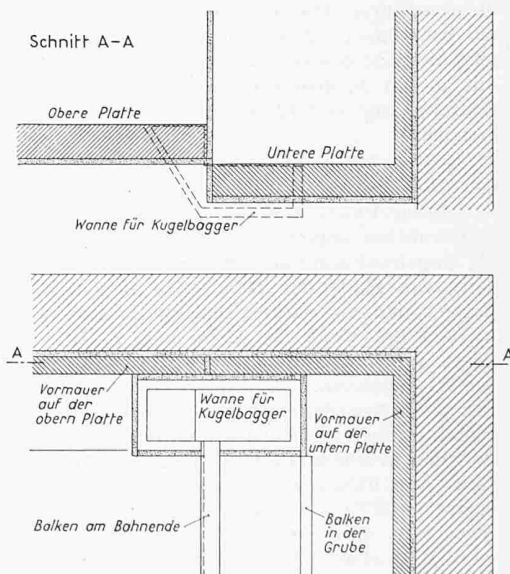 Schnitt A-A
Obere Platte
Untere Platte
Wanne für Kugelbagger
A
A
Vormauer
auf der
obern Platte
Wanne für
Kugelbagger
Vormauer
auf der
untern Platte
Balken am Bahnende
Balken
in der
Grube